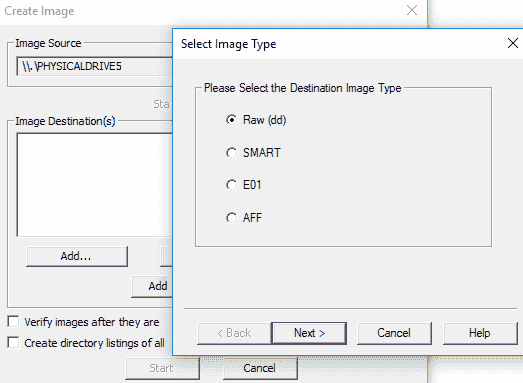 Create Image
Image Source
\\.\PHYSICALDRIVE5
Sta
Image Destination(s)
Add...
Add
Verify images after they are
Create directory listings of all
Start
Cancel
Select Image Type
Please Select the Destination Image Type
Raw (dd)
SMART
E01
AFF
< Back
Next >
Cancel
Help